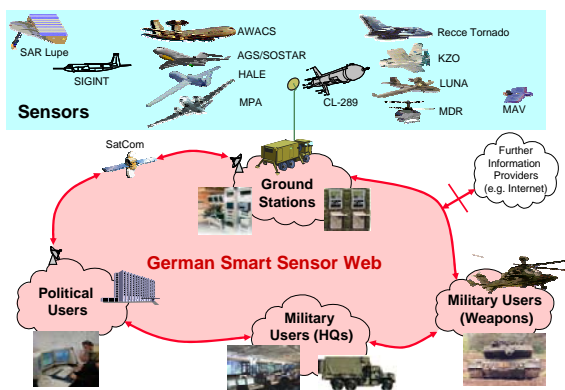 SAR Lupe
SIGINT
AWACS
AGS/SOSTAR
HALE
MPA
CL-289
Recce Tornado
KZO
LUNA
MDR
MAV
Sensors
SatCom
Ground
Stations
Further
Information
Providers
(e.g. Internet)
German Smart Sensor Web
Political
Users
Military
Users (HQs)
Military Users
(Weapons)